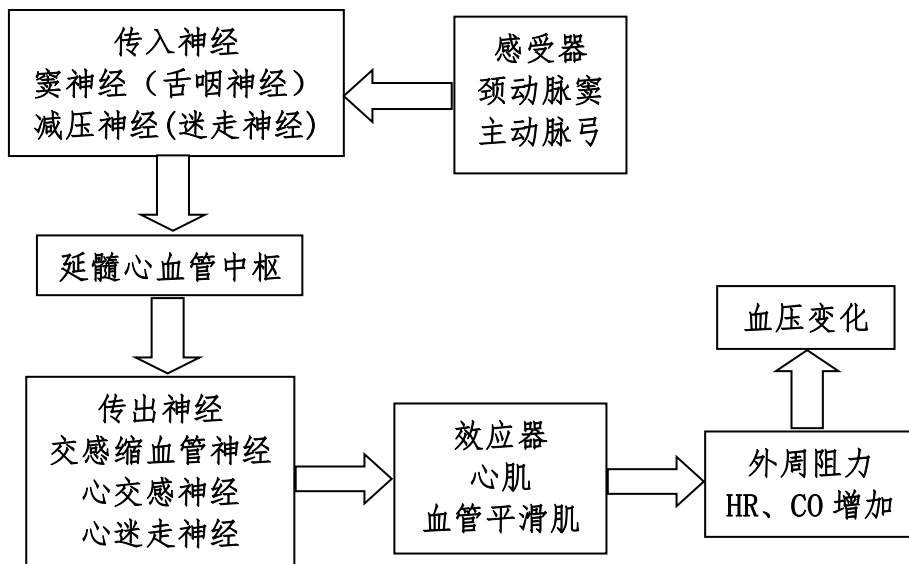 传入神经
窦神经（舌咽神经）
减压神经(迷走神经)
感受器
颈动脉窦
主动脉弓
延髓心血管中枢
血压变化
传出神经
交感缩血管神经
心交感神经
心迷走神经
效应器
心肌
血管平滑肌
外周阻力
HR、CO 增加